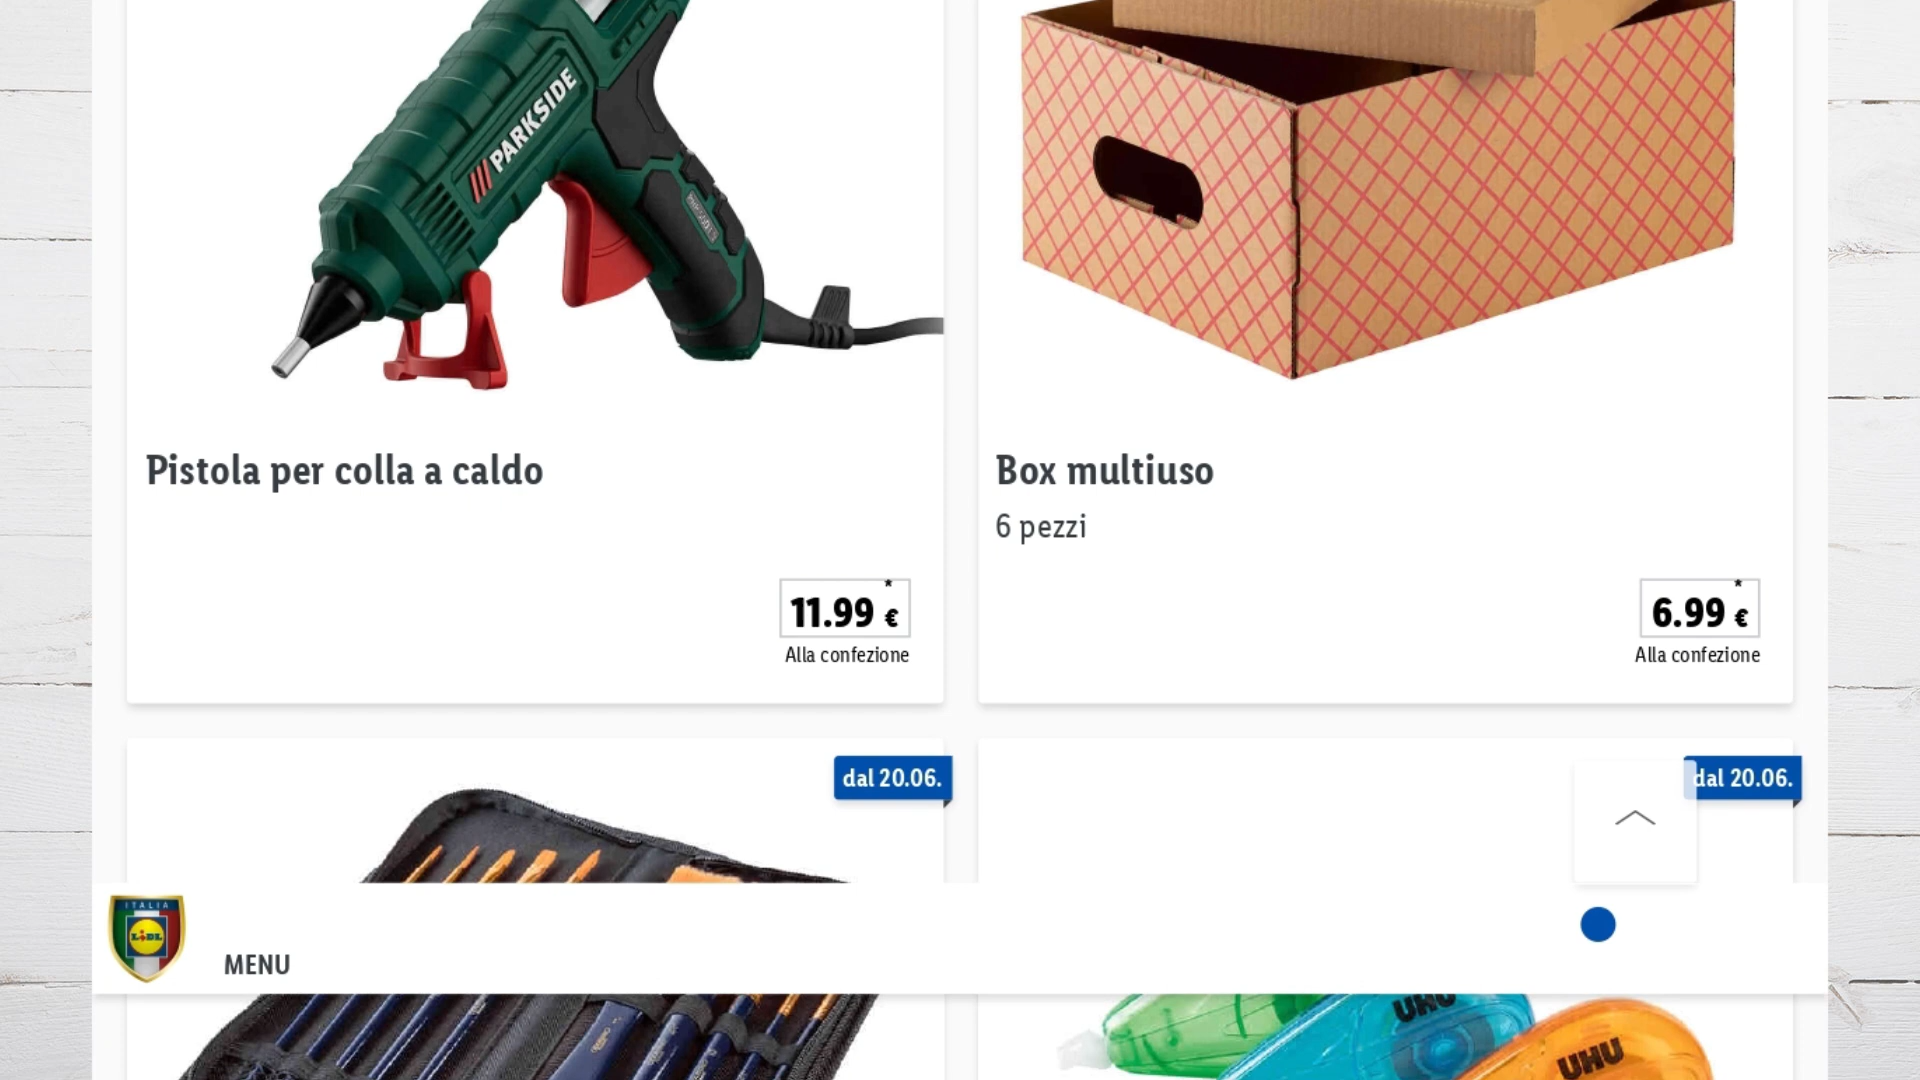 PARKSIDE
Pistola per colla a caldo
11.99 €*
Alla confezione
Box multiuso
6 pezzi
6.99 €*
Alla confezione
dal 20.06.
dal 20.06.
ITALIA
LIDL
MENU
UHU
UHU